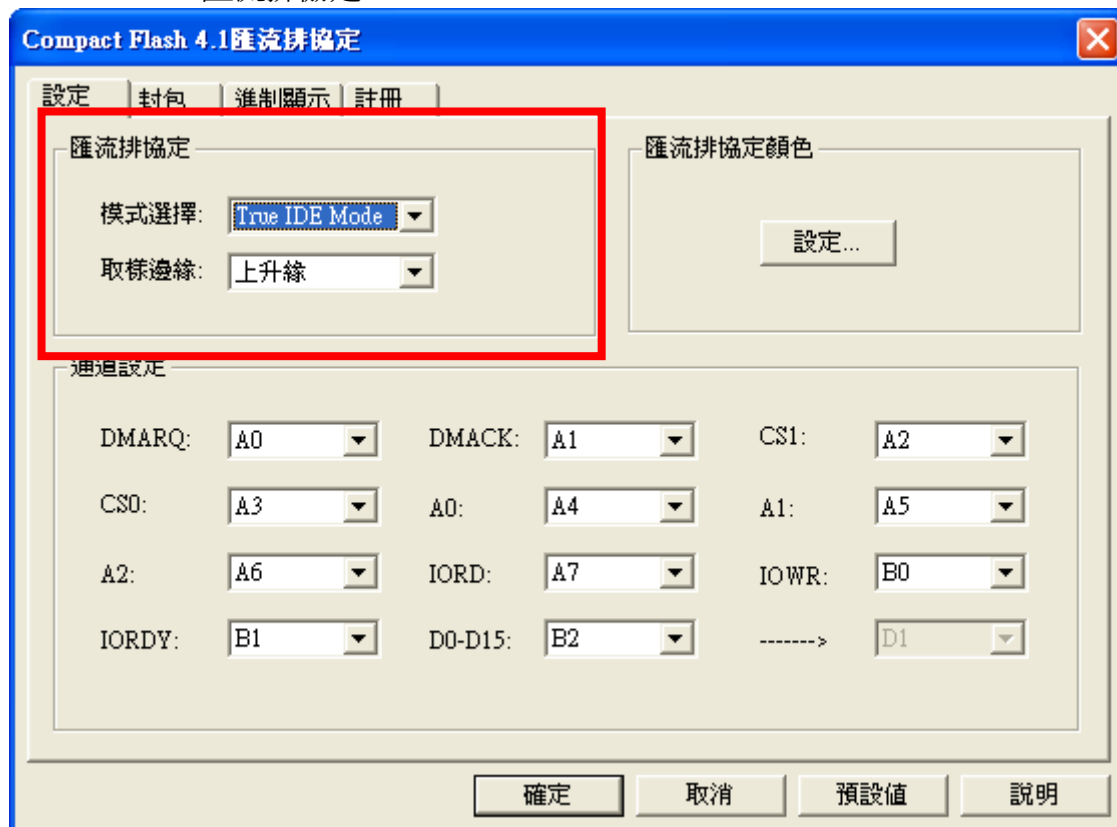 Compact Flash 4.1匯流排協定
設定 封包 進制顯示 註冊
匯流排協定
模式選擇: True IDE Mode
取樣邊緣: 上升緣
匯流排協定顏色
設定...
通道設定
DMARQ: A0 DMACK: A1 CS1: A2
CS0: A3 A0: A4 A1: A5
A2: A6 IORD: A7 IOWR: B0
IORDY: B1 D0-D15: B2 -------> D1
確定 取消 預設值 說明